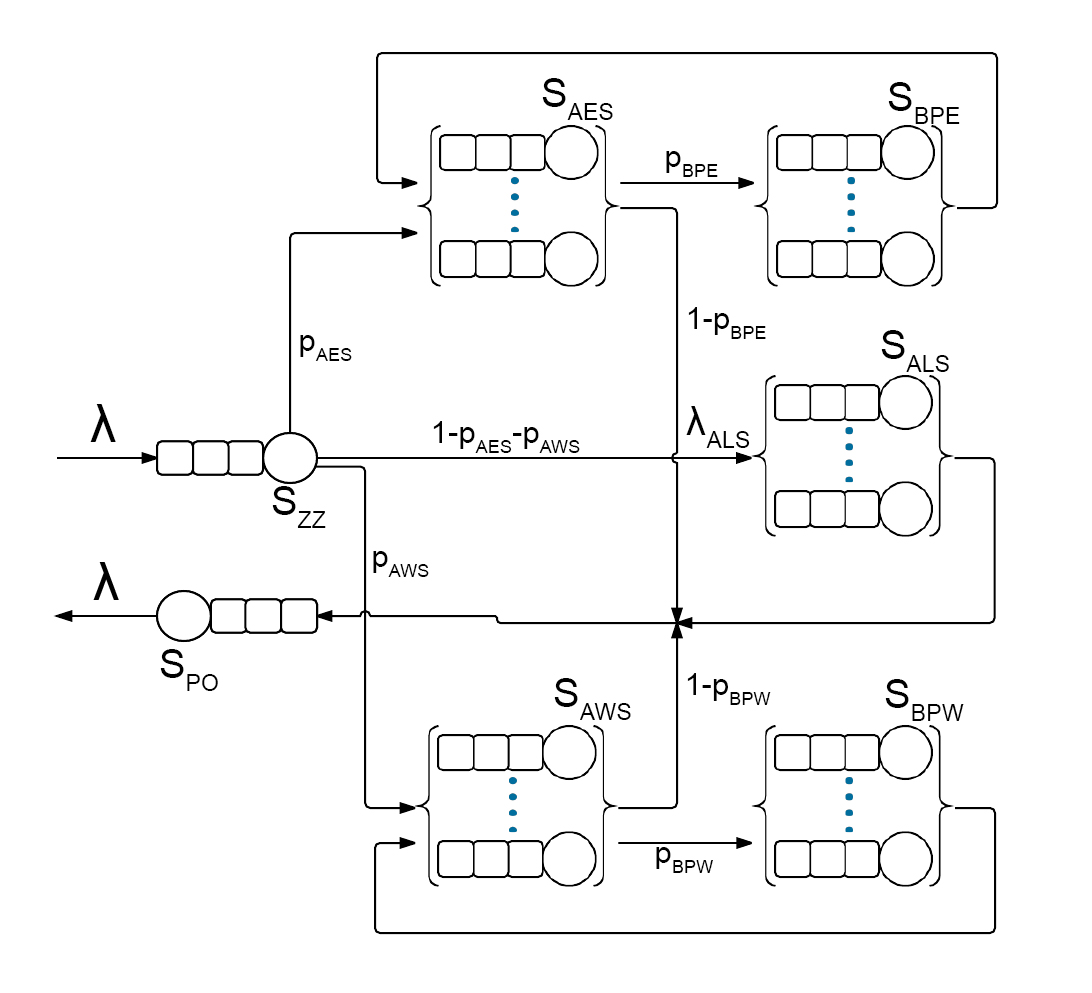 S_AES
S_BPE
p_BPE
1-p_BPE
p_AES
S_ALS
λ
1-p_AES-p_AWS
λ_ALS
S_ZZ
p_AWS
λ
S_PO
1-p_BPW
S_AWS
S_BPW
p_BPW